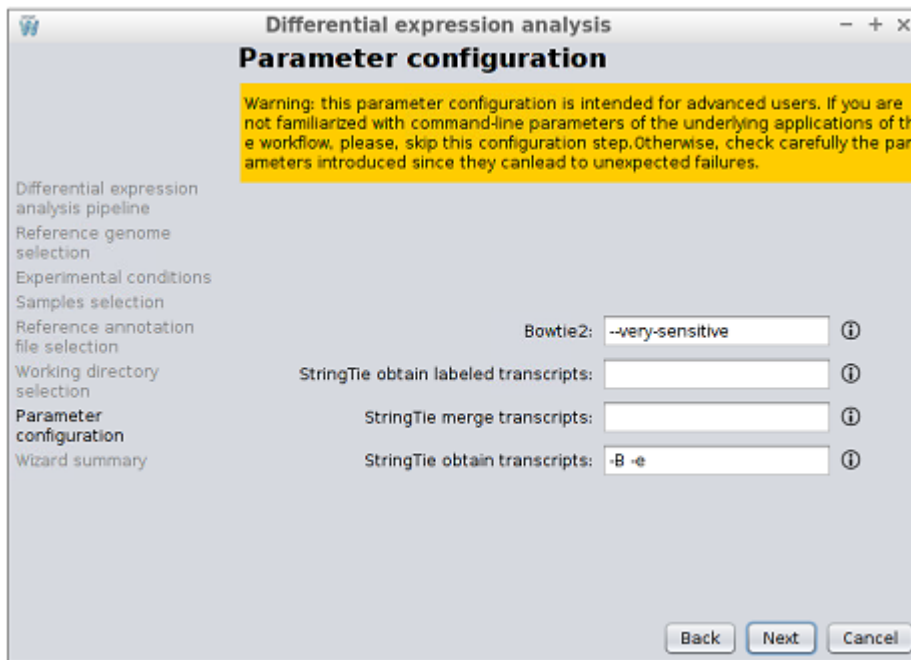 Differential expression analysis
Parameter configuration
Warning: this parameter configuration is intended for advanced users. If you are
not familiarized with command-line parameters of the underlying applications of th
e workflow, please, skip this configuration step.Otherwise, check carefully the par
ameters introduced since they canlead to unexpected failures.
Differential expression
analysis pipeline
Reference genome
selection
Experimental conditions
Samples selection
Reference annotation
file selection
Working directory
selection
Parameter
configuration
Wizard summary
Bowtie2: --very-sensitive
StringTie obtain labeled transcripts:
StringTie merge transcripts:
StringTie obtain transcripts: -B -e
Back Next Cancel